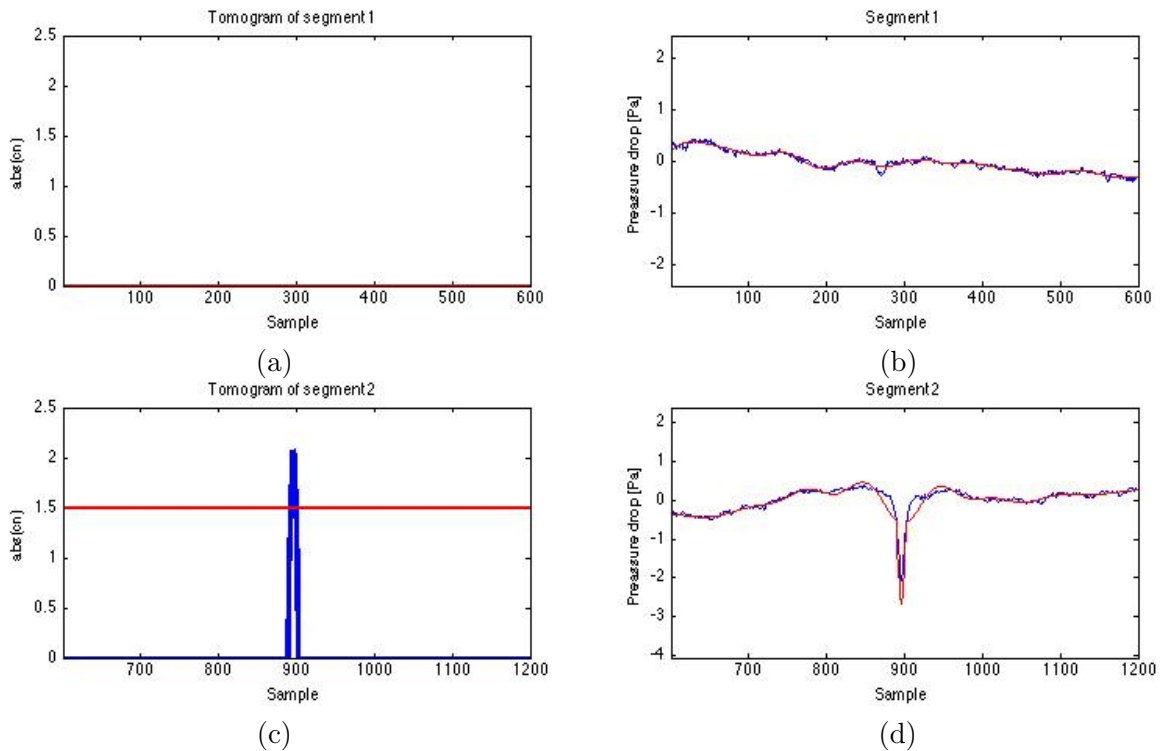 Tomogram of segment1
2.5
2
1.5
1
0.5
0
abs(cn)
100 200 300 400 500 600
Sample
(a)
Segment1
2
1
0
-1
-2
Preassure drop [Pa]
100 200 300 400 500 600
Sample
(b)
Tomogram of segment2
2.5
2
1.5
1
0.5
0
abs(cn)
700 800 900 1000 1100 1200
Sample
(c)
Segment2
2
1
0
-1
-2
-3
-4
Preassure drop [Pa]
700 800 900 1000 1100 1200
Sample
(d)